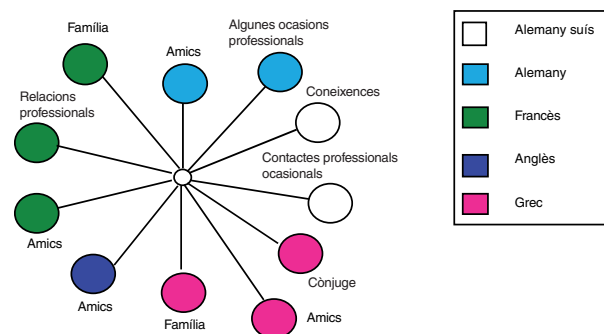 Família
Amics
Algunes ocasions
professionals
Coneixences
Relacions
professionals
Contactes professionals
ocasionals
Amics
Amics
Família
Amics
Cònjuge
Alemany suís
Alemany
Francès
Anglès
Grec